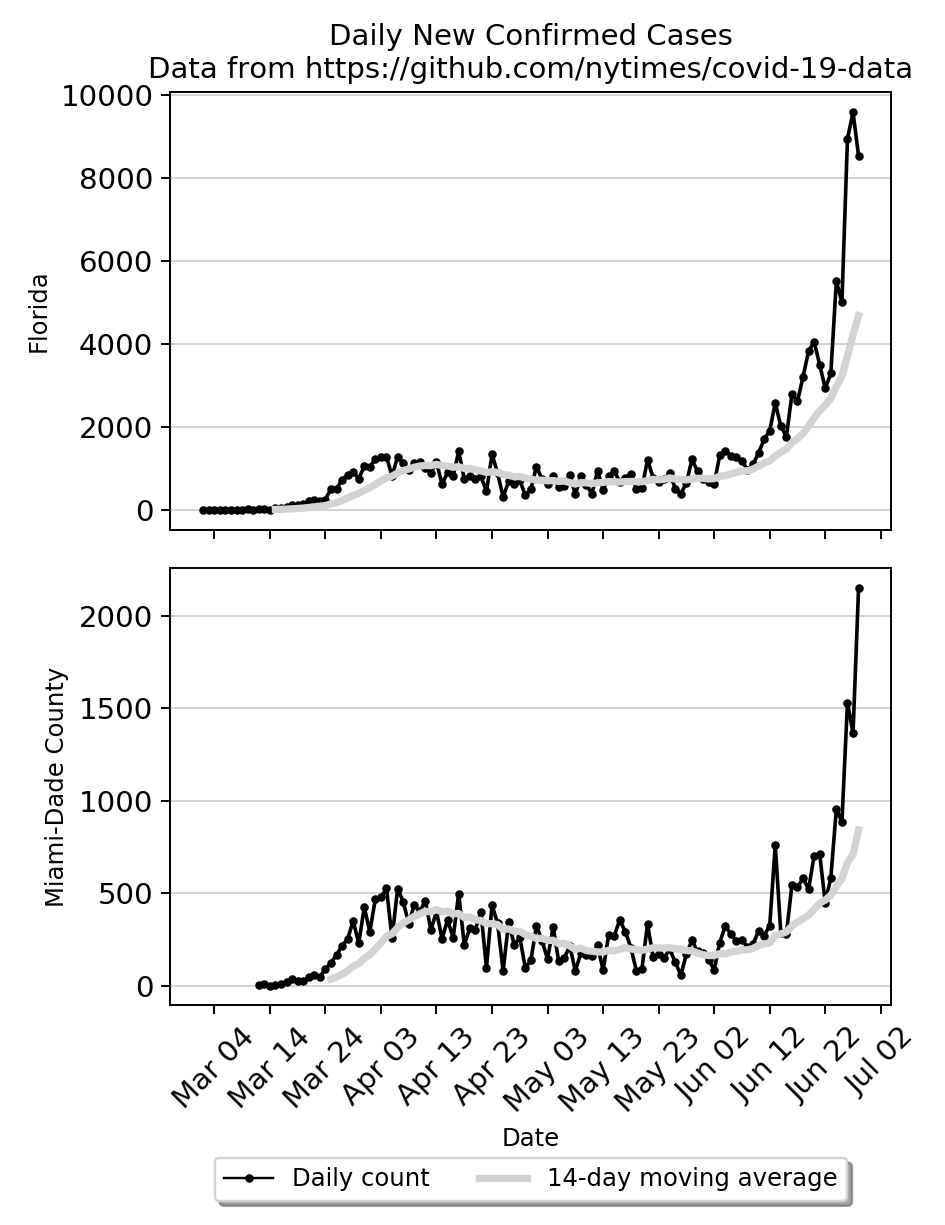 Daily New Confirmed Cases
Data from https://github.com/nytimes/covid-19-data
10000
8000
6000
4000
2000
0
Florida
2000
1500
1000
500
0
Miami-Dade County
Mar 04
Mar 14
Mar 24
Apr 03
Apr 13
Apr 23
May 03
May 13
May 23
Jun 02
Jun 12
Jun 22
Jul 02
Date
Daily count
14-day moving average